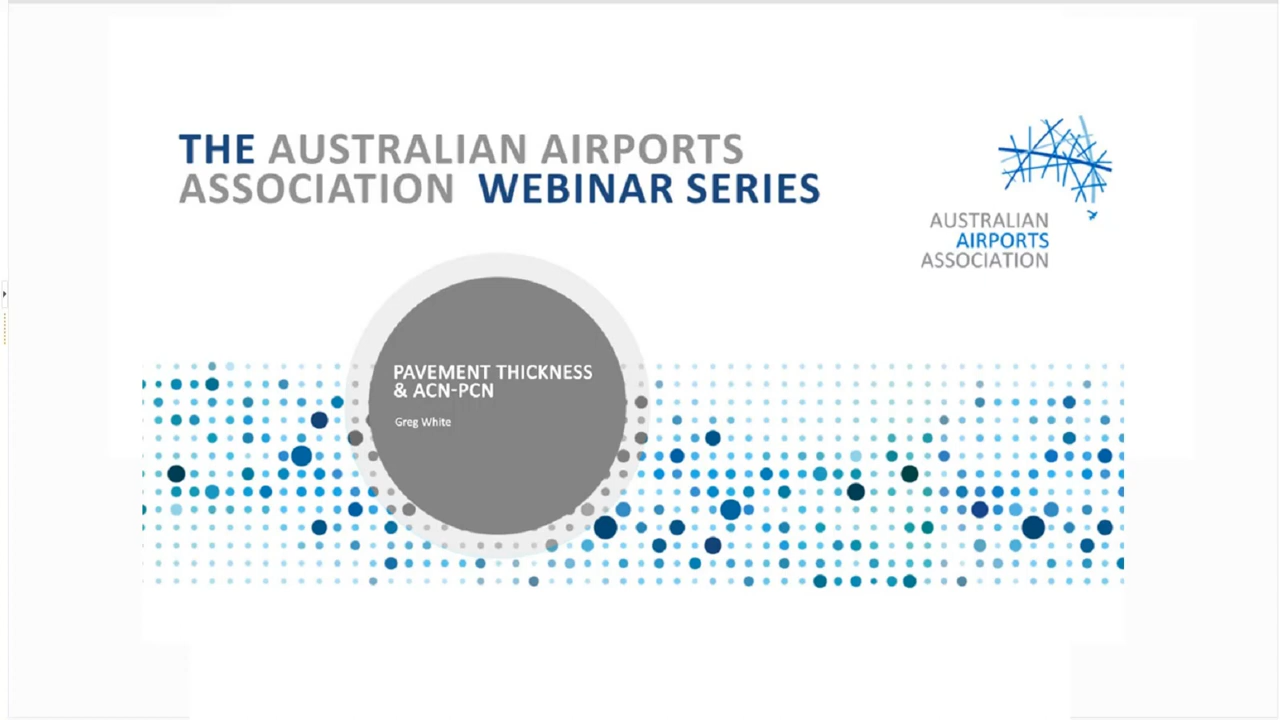 THE AUSTRALIAN AIRPORTS
ASSOCIATION WEBINAR SERIES
AUSTRALIAN
AIRPORTS
ASSOCIATION
PAVEMENT THICKNESS
& ACN-PCN
Greg White